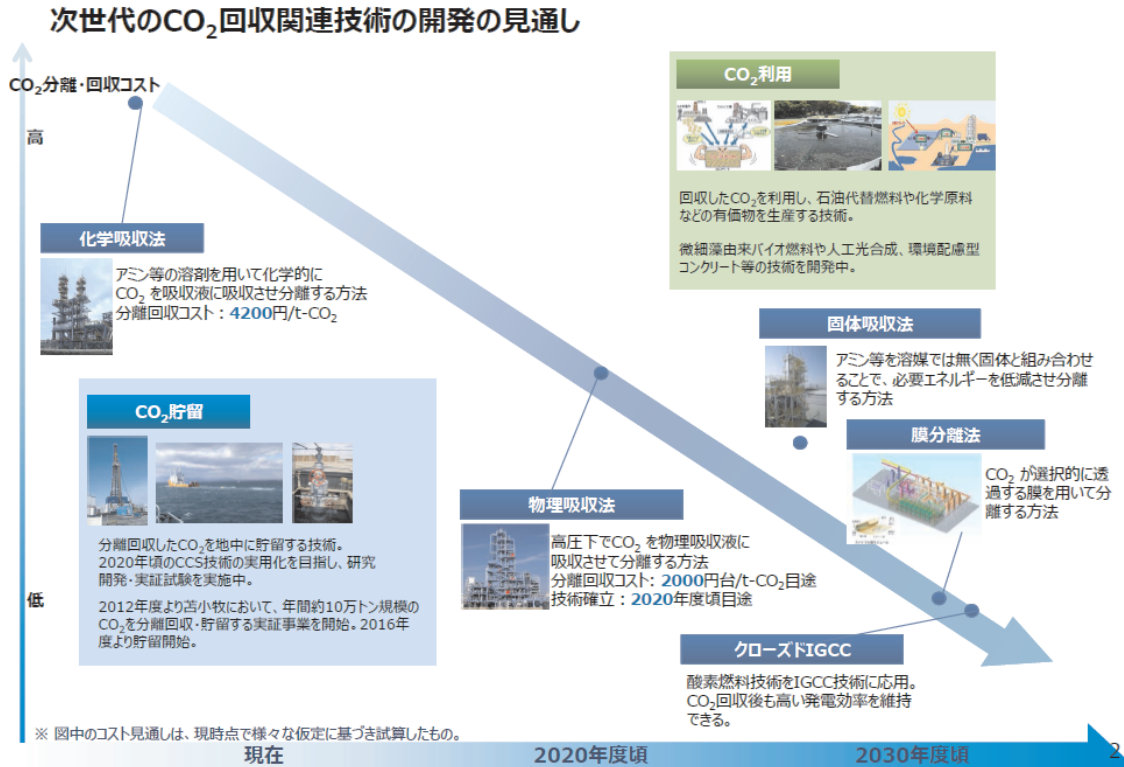 次世代のCO₂回収関連技術の開発の見通し
CO₂分離・回収コスト
高
化学吸収法
アミン等の溶剤を用いて化学的に
CO₂ を吸収液に吸収させ分離する方法
分離回収コスト：4200円/t-CO₂
CO₂利用
回収したCO₂を利用し、石油代替燃料や化学原料
などの有価物を生産する技術。
微細藻由来バイオ燃料や人工光合成、環境配慮型
コンクリート等の技術を開発中。
固体吸収法
アミン等を溶媒では無く固体と組み合わせ
ることで、必要エネルギーを低減させ分離
する方法
CO₂貯留
分離回収したCO₂を地中に貯留する技術。
2020年頃のCCS技術の実用化を目指し、研究
開発・実証試験を実施中。
2012年度より苫小牧において、年間約10万トン規模の
CO₂を分離回収・貯留する実証事業を開始。2016年
度より貯留開始。
膜分離法
CO₂ が選択的に透
過する膜を用いて分
離する方法
物理吸収法
高圧下でCO₂ を物理吸収液に
吸収させて分離する方法
分離回収コスト：2000円台/t-CO₂目途
技術確立：2020年度頃目途
低
クローズドIGCC
酸素燃料技術をIGCC技術に応用。
CO₂回収後も高い発電効率を維持
できる。
※ 図中のコスト見通しは、現時点で様々な仮定に基づき試算したもの。
現在
2020年度頃
2030年度頃
2